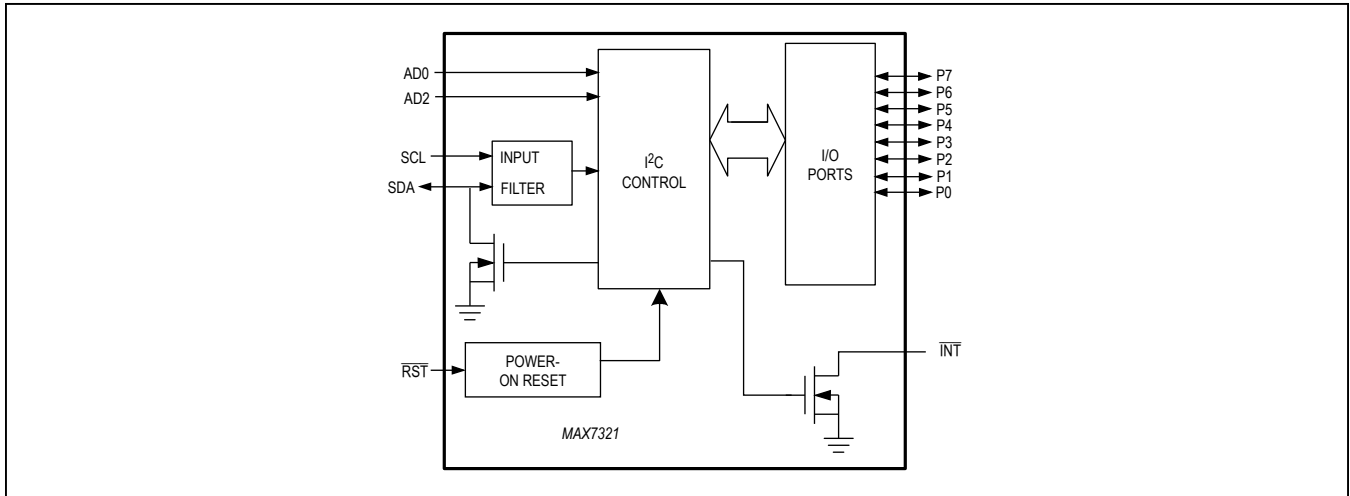 AD0
AD2
SCL
SDA
INPUT
FILTER
I²C
CONTROL
I/O
PORTS
P7
P6
P5
P4
P3
P2
P1
P0
RST
POWER-
ON RESET
INT
MAX7321